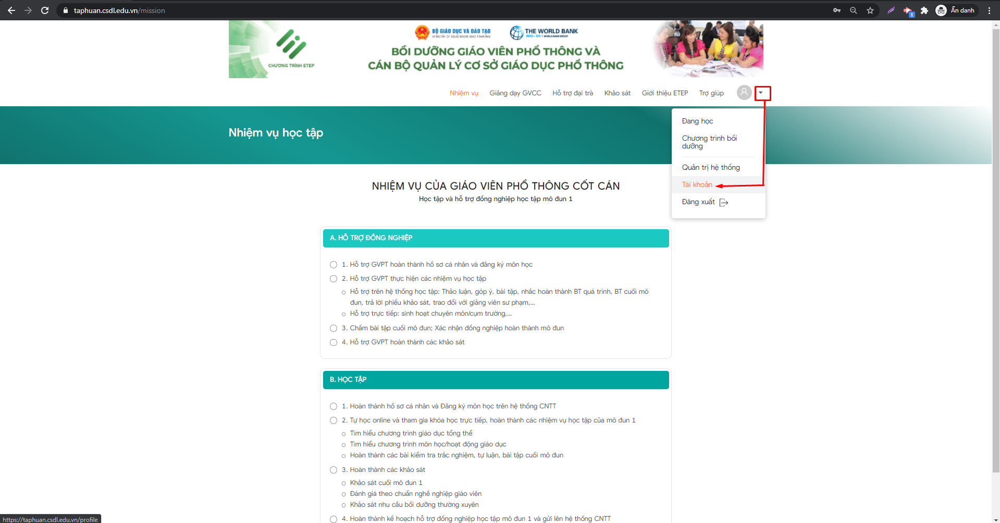 taphuan.csdl.edu.vn/mission
1
Ẩn danh
CHƯƠNG TRÌNH ETEP
BỘ GIÁO DỤC VÀ ĐÀO TẠO
MINISTRY OF EDUCATION AND TRAINING
THE WORLD BANK
IBRD • IDA | WORLD BANK GROUP
BỒI DƯỠNG GIÁO VIÊN PHỔ THÔNG VÀ
CÁN BỘ QUẢN LÝ CƠ SỞ GIÁO DỤC PHỔ THÔNG
Nhiệm vụ
Giảng dạy GVCC
Hỗ trợ đại trà
Khảo sát
Giới thiệu ETEP
Trợ giúp
Nhiệm vụ học tập
Đang học
Chương trình bồi
dưỡng
Quản trị hệ thống
Tài khoản
Đăng xuất
NHIỆM VỤ CỦA GIÁO VIÊN PHỔ THÔNG CỐT CÁN
Học tập và hỗ trợ đồng nghiệp học tập mô đun 1
A. HỖ TRỢ ĐỒNG NGHIỆP
1. Hỗ trợ GVPT hoàn thành hồ sơ cá nhân và đăng ký môn học
2. Hỗ trợ GVPT thực hiện các nhiệm vụ học tập
Hỗ trợ trên hệ thống học tập: Thảo luận, góp ý, bài tập, nhắc hoàn thành BT quá trình, BT cuối mô
đun, trả lời phiếu khảo sát, trao đổi với giảng viên sư phạm,...
Hỗ trợ trực tiếp: sinh hoạt chuyên môn/cụm trường,...
3. Chấm bài tập cuối mô đun; Xác nhận đồng nghiệp hoàn thành mô đun
4. Hỗ trợ GVPT hoàn thành các khảo sát
B. HỌC TẬP
1. Hoàn thành hồ sơ cá nhân và Đăng ký môn học trên hệ thống CNTT
2. Tự học online và tham gia khóa học trực tiếp, hoàn thành các nhiệm vụ học tập của mô đun 1
Tìm hiểu chương trình giáo dục tổng thể
Tìm hiểu chương trình môn học/hoạt động giáo dục
Hoàn thành các bài kiểm tra trắc nghiệm, tự luận, bài tập cuối mô đun
3. Hoàn thành các khảo sát
Khảo sát cuối mô đun 1
Đánh giá theo chuẩn nghề nghiệp giáo viên
Khảo sát nhu cầu bồi dưỡng thường xuyên
4. Hoàn thành kế hoạch hỗ trợ đồng nghiệp học tập mô đun 1 và gửi lên hệ thống CNTT
https://taphuan.csdl.edu.vn/profile